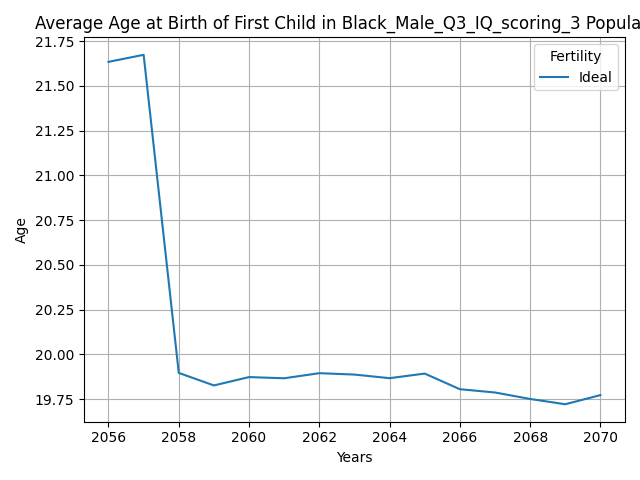 Average Age at Birth of First Child in Black_Male_Q3_IQ_scoring_3 Popula
21.75
21.50
21.25
21.00
20.75
20.50
20.25
20.00
19.75
Age
Fertility
Ideal
2056 2058 2060 2062 2064 2066 2068 2070
Years